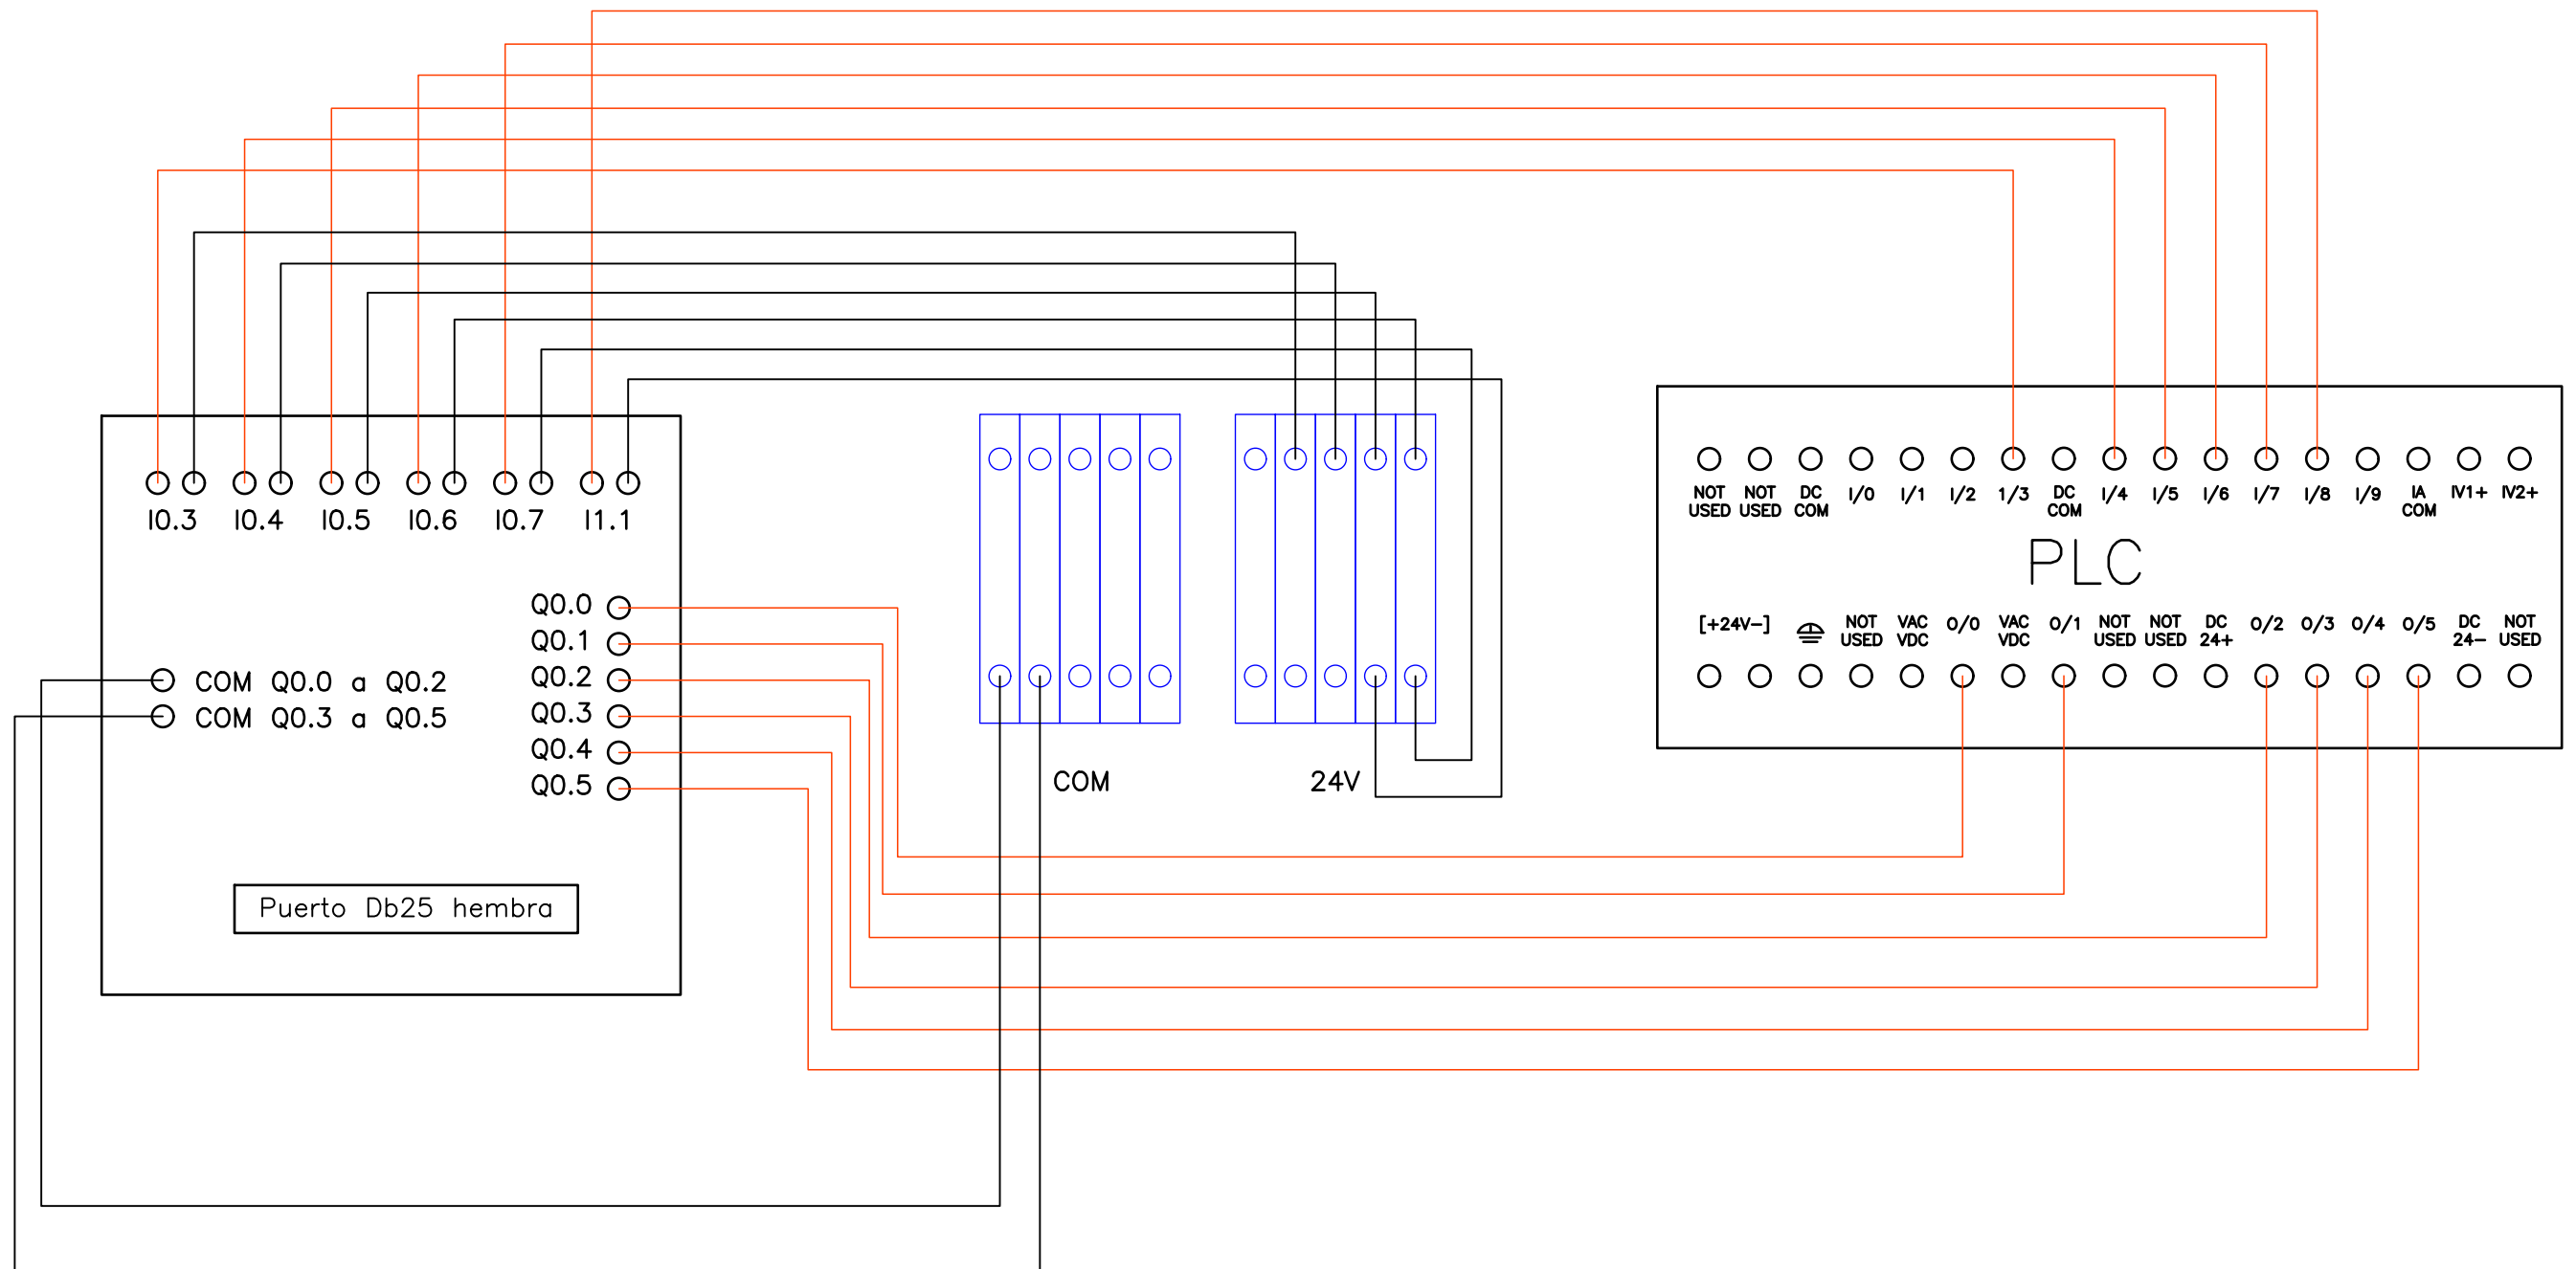 I0.3 I0.4 I0.5 I0.6 I0.7 I1.1
Q0.0
Q0.1
Q0.2
Q0.3
Q0.4
Q0.5
COM Q0.0 a Q0.2
COM Q0.3 a Q0.5
Puerto Db25 hembra
COM
24V
NOT NOT DC I/0 I/1 I/2 1/3 DC I/4 I/5 I/6 I/7 I/8 I/9 IA IV1+ IV2+
USED USED COM COM COM
PLC
[+24V-] NOT VAC O/0 VAC O/1 NOT NOT DC O/2 O/3 O/4 O/5 DC NOT
USED VDC VDC USED USED 24+ 24- USED